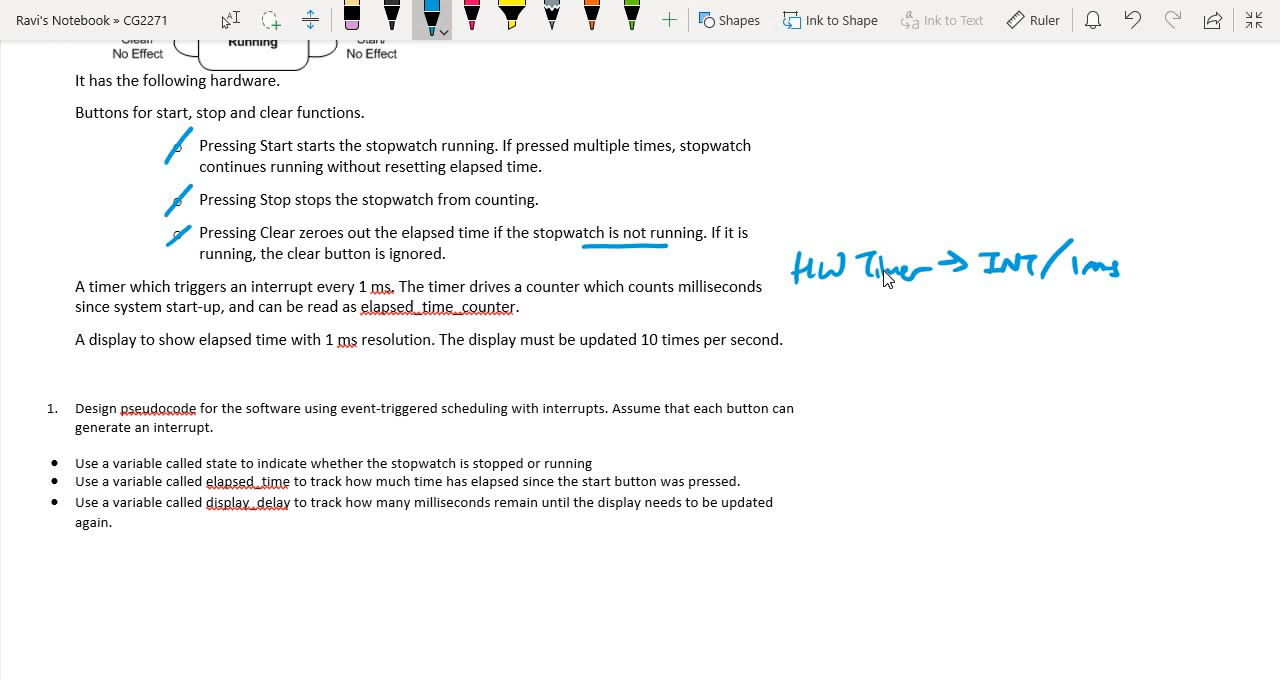 Ravi's Notebook » CG2271
Shapes
Ink to Shape
Ink to Text
Ruler
No Effect
Running
No Effect
It has the following hardware.
Buttons for start, stop and clear functions.
Pressing Start starts the stopwatch running. If pressed multiple times, stopwatch
continues running without resetting elapsed time.
Pressing Stop stops the stopwatch from counting.
Pressing Clear zeroes out the elapsed time if the stopwatch is not running. If it is
running, the clear button is ignored.
HW Timer → INT/1ms
A timer which triggers an interrupt every 1 ms. The timer drives a counter which counts milliseconds
since system start-up, and can be read as elapsed_time_counter.
A display to show elapsed time with 1 ms resolution. The display must be updated 10 times per second.
1. Design pseudocode for the software using event-triggered scheduling with interrupts. Assume that each button can
generate an interrupt.
• Use a variable called state to indicate whether the stopwatch is stopped or running
• Use a variable called elapsed_time to track how much time has elapsed since the start button was pressed.
• Use a variable called display_delay to track how many milliseconds remain until the display needs to be updated
again.